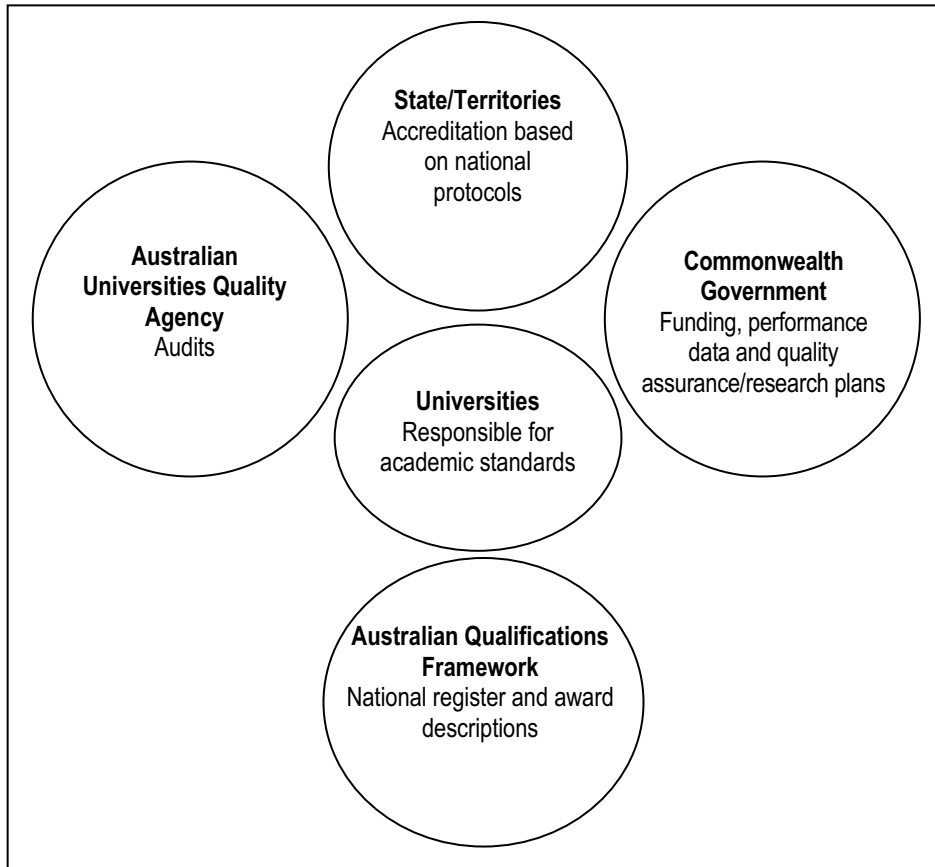 State/Territories
Accreditation based
on national
protocols
Australian
Universities Quality
Agency
Audits
Commonwealth
Government
Funding, performance
data and quality
assurance/research plans
Universities
Responsible for
academic standards
Australian Qualifications
Framework
National register and award
descriptions